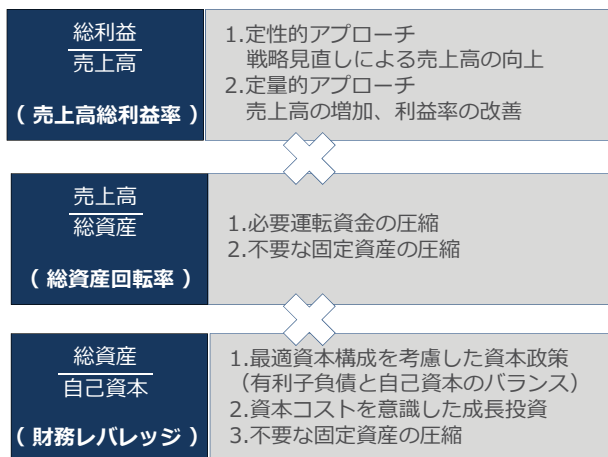 総利益
売上高
( 売上高総利益率 )
1.定性的アプローチ
戦略見直しによる売上高の向上
2.定量的アプローチ
売上高の増加、利益率の改善
売上高
総資産
( 総資産回転率 )
1.必要運転資金の圧縮
2.不要な固定資産の圧縮
総資産
自己資本
( 財務レバレッジ )
1.最適資本構成を考慮した資本政策
（有利子負債と自己資本のバランス）
2.資本コストを意識した成長投資
3.不要な固定資産の圧縮